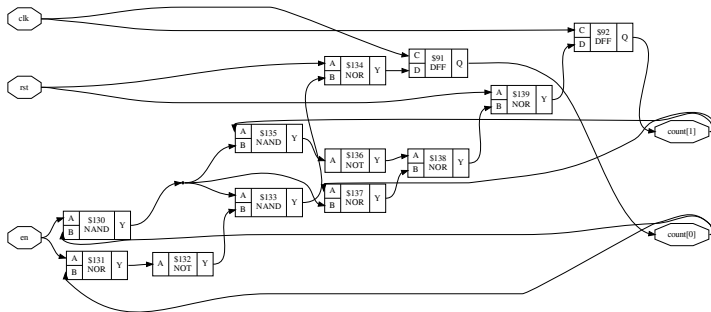 clk
rst
en
A
B
$130
NAND
Y
A
B
$131
NOR
Y
A
$132
NOT
Y
A
B
$135
NAND
Y
A
B
$133
NAND
Y
A
B
$134
NOR
Y
A
$136
NOT
Y
A
B
$137
NOR
Y
C
D
$91
DFF
Q
A
B
$138
NOR
Y
A
B
$139
NOR
Y
C
D
$92
DFF
Q
count[1]
count[0]